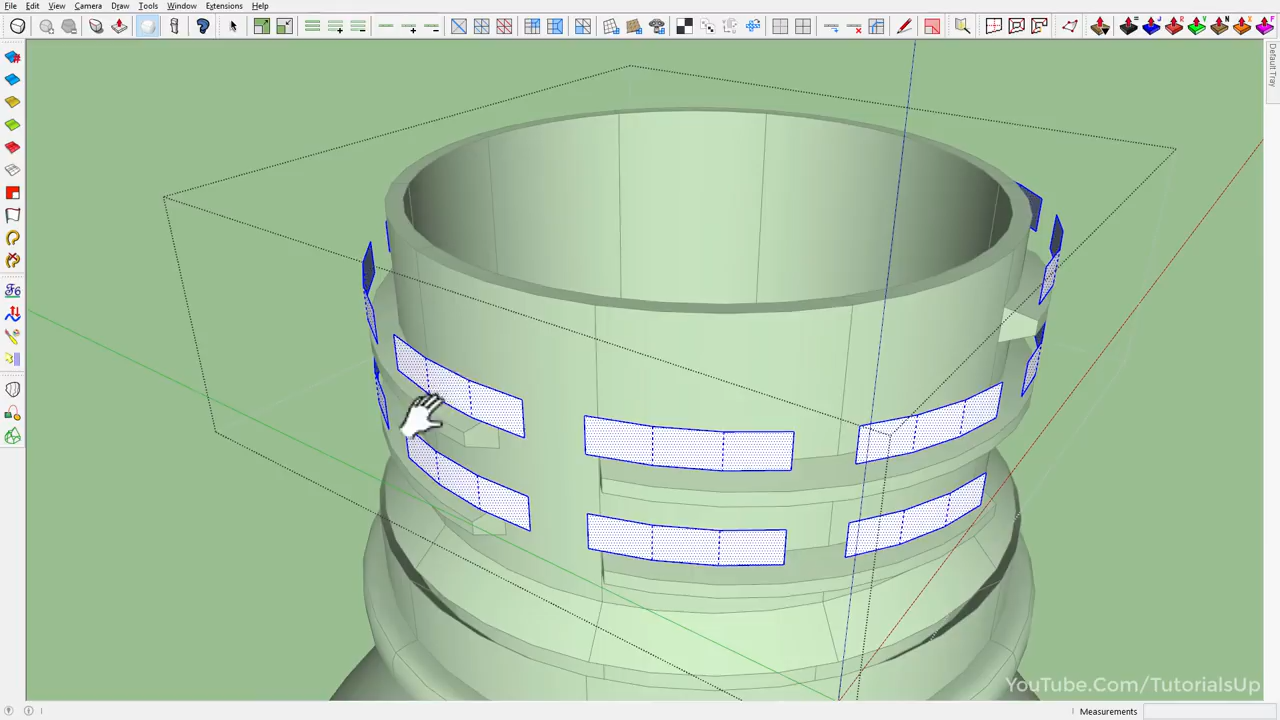 File Edit View Camera Draw Tools Window Extensions Help
Default Tray
YouTube.Com/TutorialsUp
Measurements